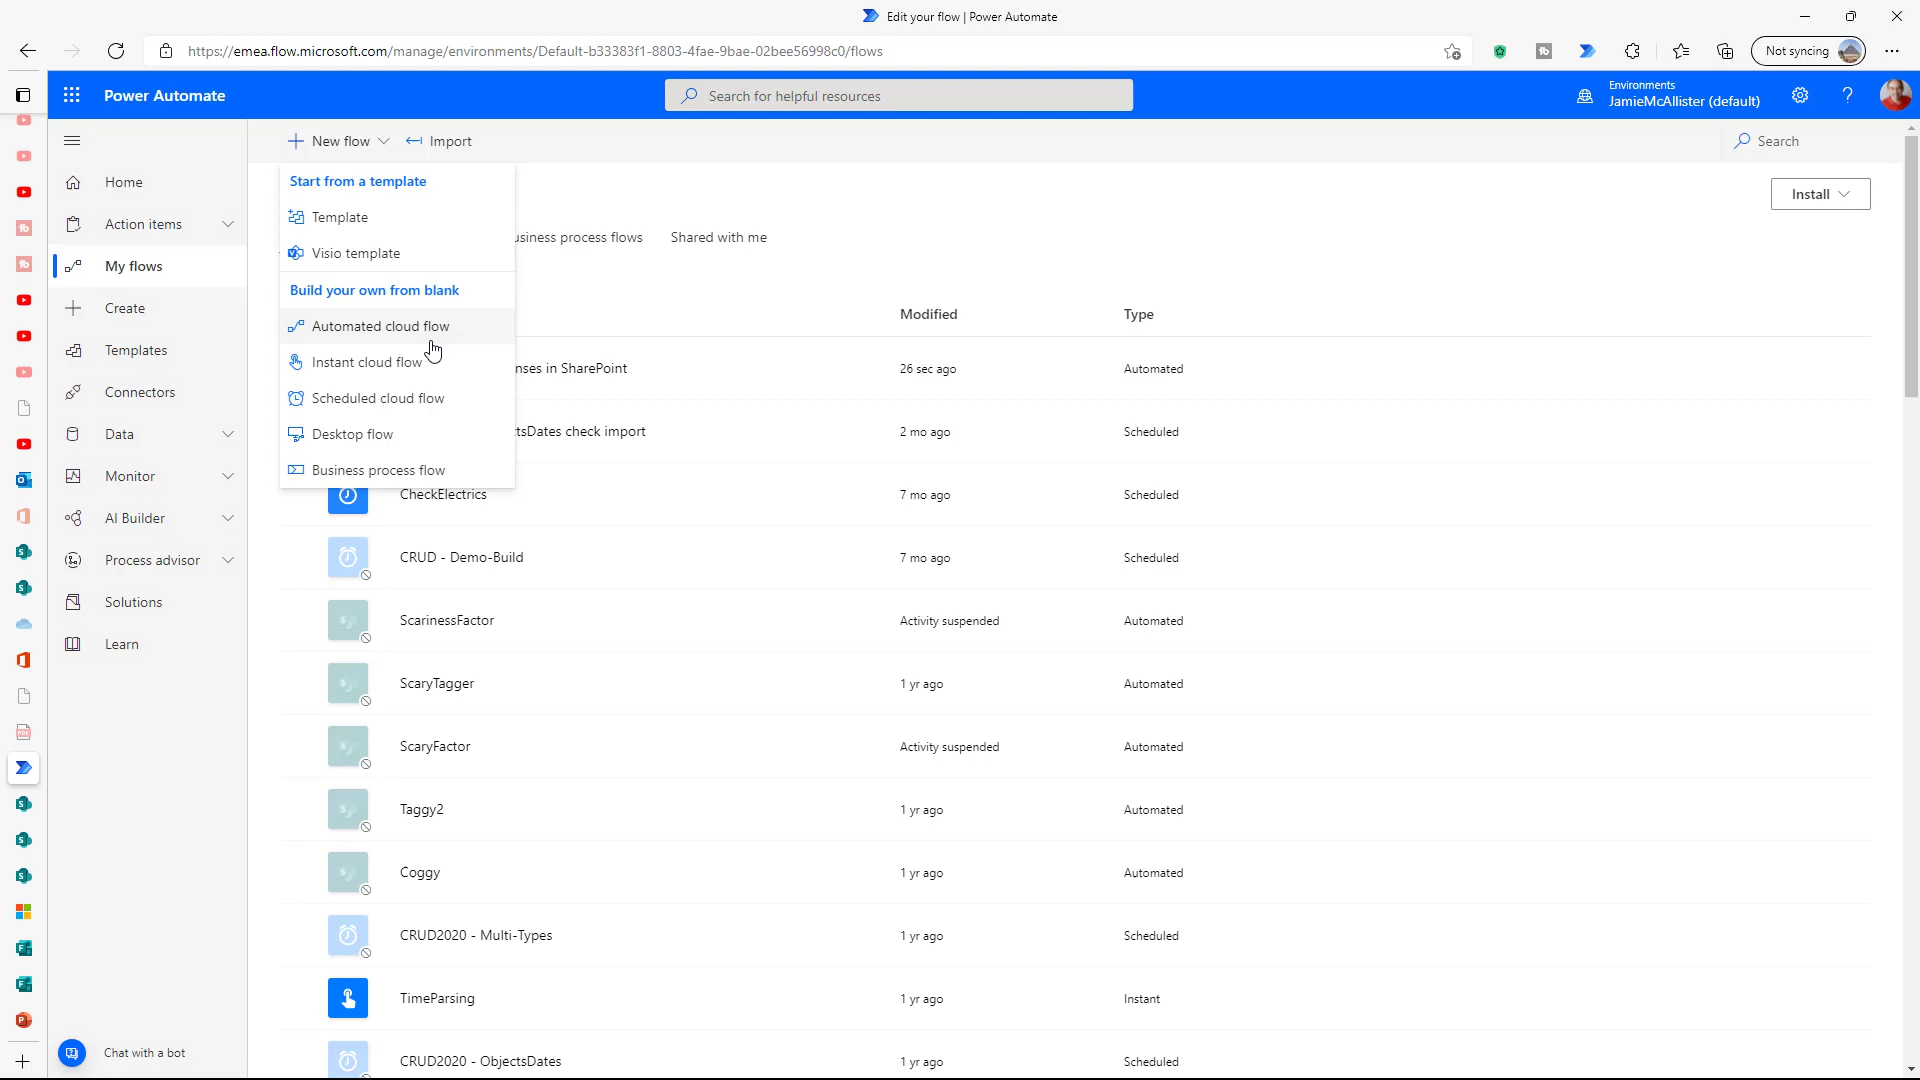 Edit your flow | Power Automate
https://emea.flow.microsoft.com/manage/environments/Default-b33383f1-8803-4fae-9bae-02bee56998c0/flows
Not syncing
Power Automate
Search for helpful resources
Environments
JamieMcAllister (default)
?
New flow
Import
Search
Home
Action items
My flows
Create
Templates
Connectors
Data
Monitor
AI Builder
Process advisor
Solutions
Learn
Chat with a bot
Start from a template
Template
Visio template
Build your own from blank
Automated cloud flow
Instant cloud flow
Scheduled cloud flow
Desktop flow
Business process flow
Install
usiness process flows
Shared with me
Modified
Type
nses in SharePoint
26 sec ago
Automated
tsDates check import
2 mo ago
Scheduled
CheckElectrics
7 mo ago
Scheduled
CRUD - Demo-Build
7 mo ago
Scheduled
ScarinessFactor
Activity suspended
Automated
ScaryTagger
1 yr ago
Automated
ScaryFactor
Activity suspended
Automated
Taggy2
1 yr ago
Automated
Coggy
1 yr ago
Automated
CRUD2020 - Multi-Types
1 yr ago
Scheduled
TimeParsing
1 yr ago
Instant
CRUD2020 - ObjectsDates
1 yr ago
Scheduled